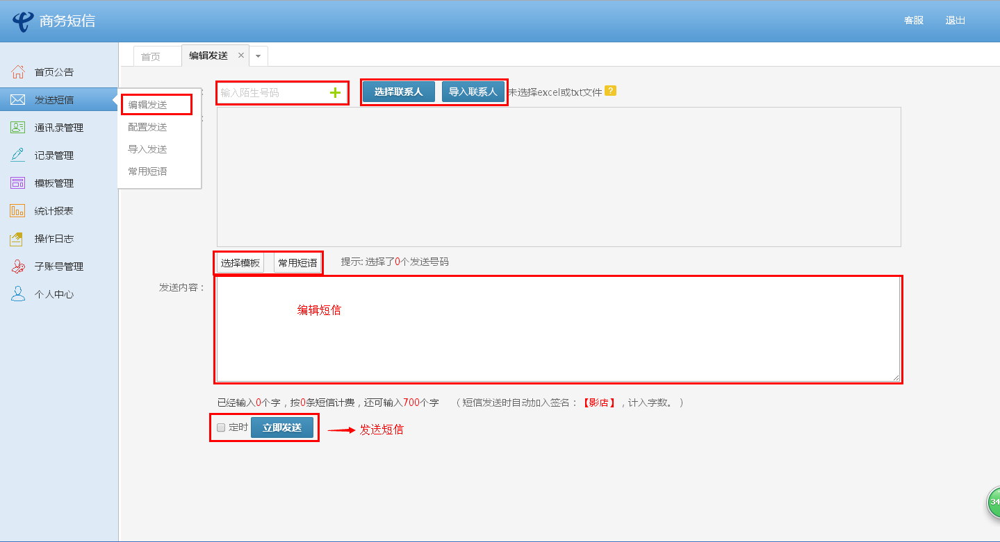 商务短信
客服 退出
首页 编辑发送 ×
首页公告
发送短信
通讯录管理
记录管理
模板管理
统计报表
操作日志
子账号管理
个人中心
编辑发送
配置发送
导入发送
常用短语
: 输入陌生号码 选择联系人 导入联系人 未选择excel或txt文件 ?
:
选择模板 常用短语 提示: 选择了0个发送号码
发送内容：
编辑短信
已经输入0个字，按0条短信计费，还可输入700个字 （短信发送时自动加入签名：【影店】，计入字数。）
定时 立即发送 发送短信
34